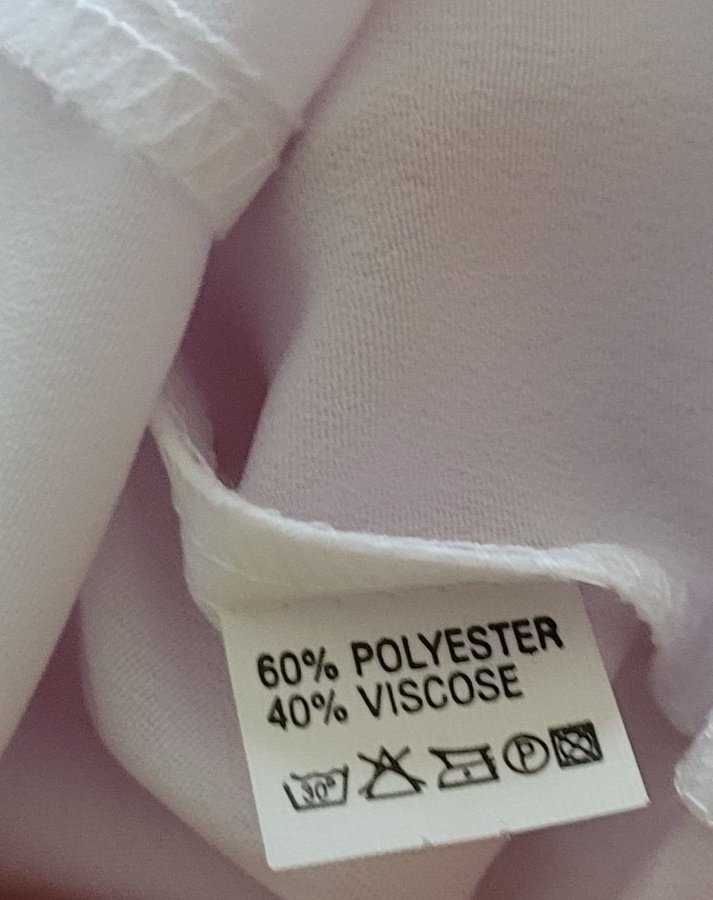 60% POLYESTER
40% VISCOSE
30° P